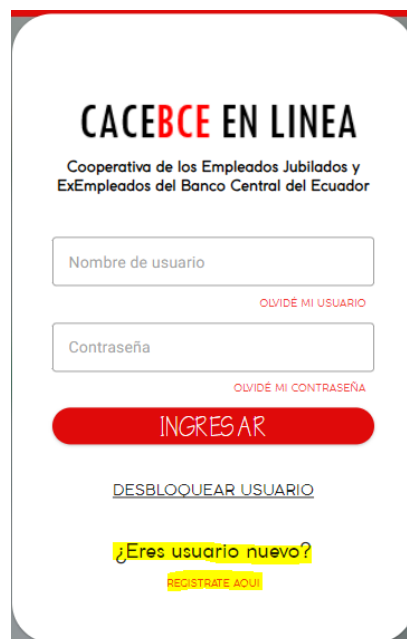 CACEBCE EN LINEA
Cooperativa de los Empleados Jubilados y
ExEmpleados del Banco Central del Ecuador
Nombre de usuario
OLVIDÉ MI USUARIO
Contraseña
OLVIDÉ MI CONTRASEÑA
INGRESAR
DESBLOQUEAR USUARIO
¿Eres usuario nuevo?
REGISTRATE AQUI